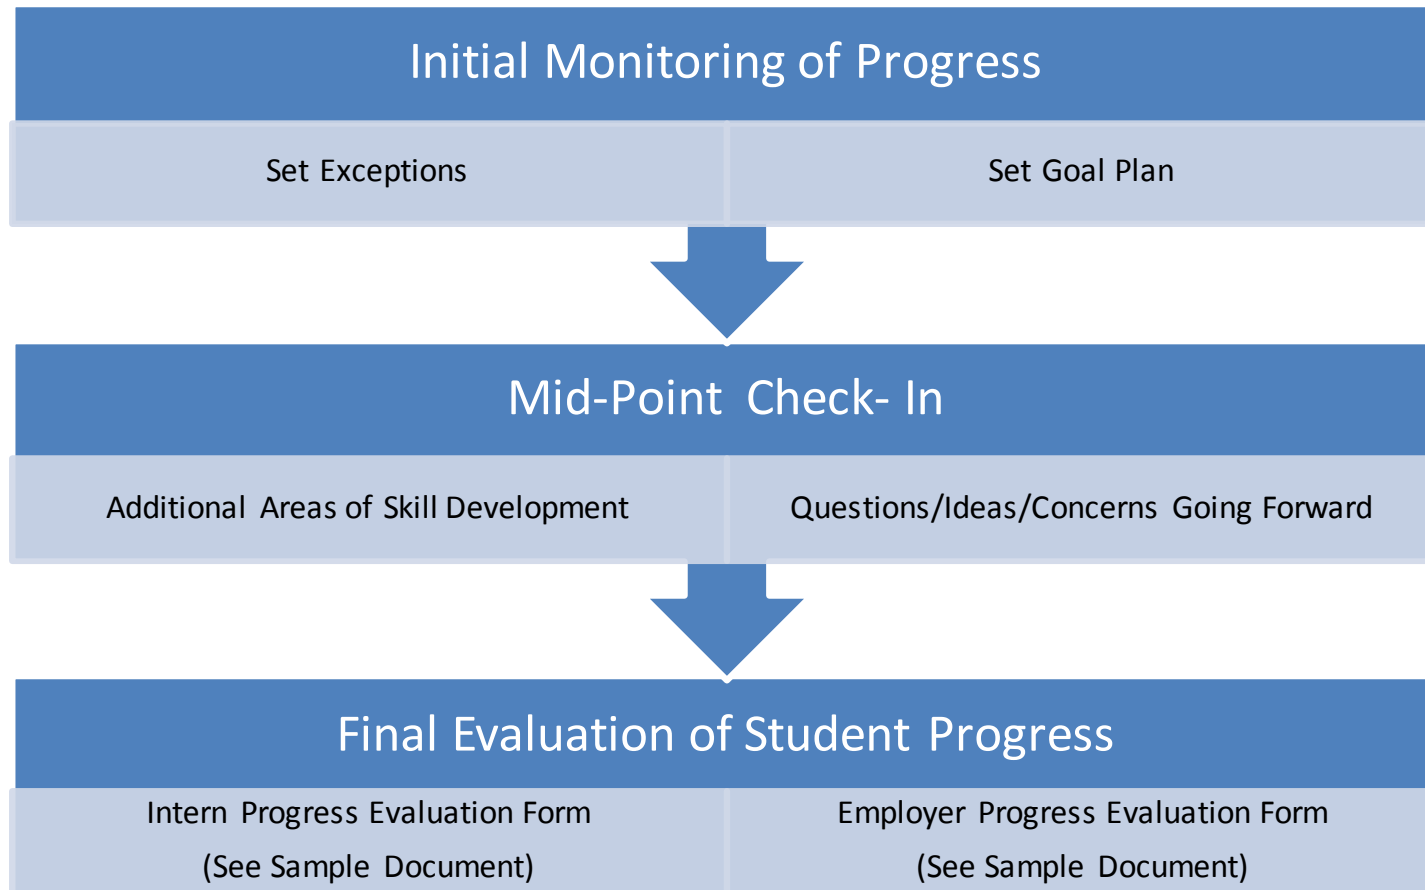 Initial Monitoring of Progress
Set Exceptions
Set Goal Plan
Mid-Point Check- In
Additional Areas of Skill Development
Questions/Ideas/Concerns Going Forward
Final Evaluation of Student Progress
Intern Progress Evaluation Form
(See Sample Document)
Employer Progress Evaluation Form
(See Sample Document)